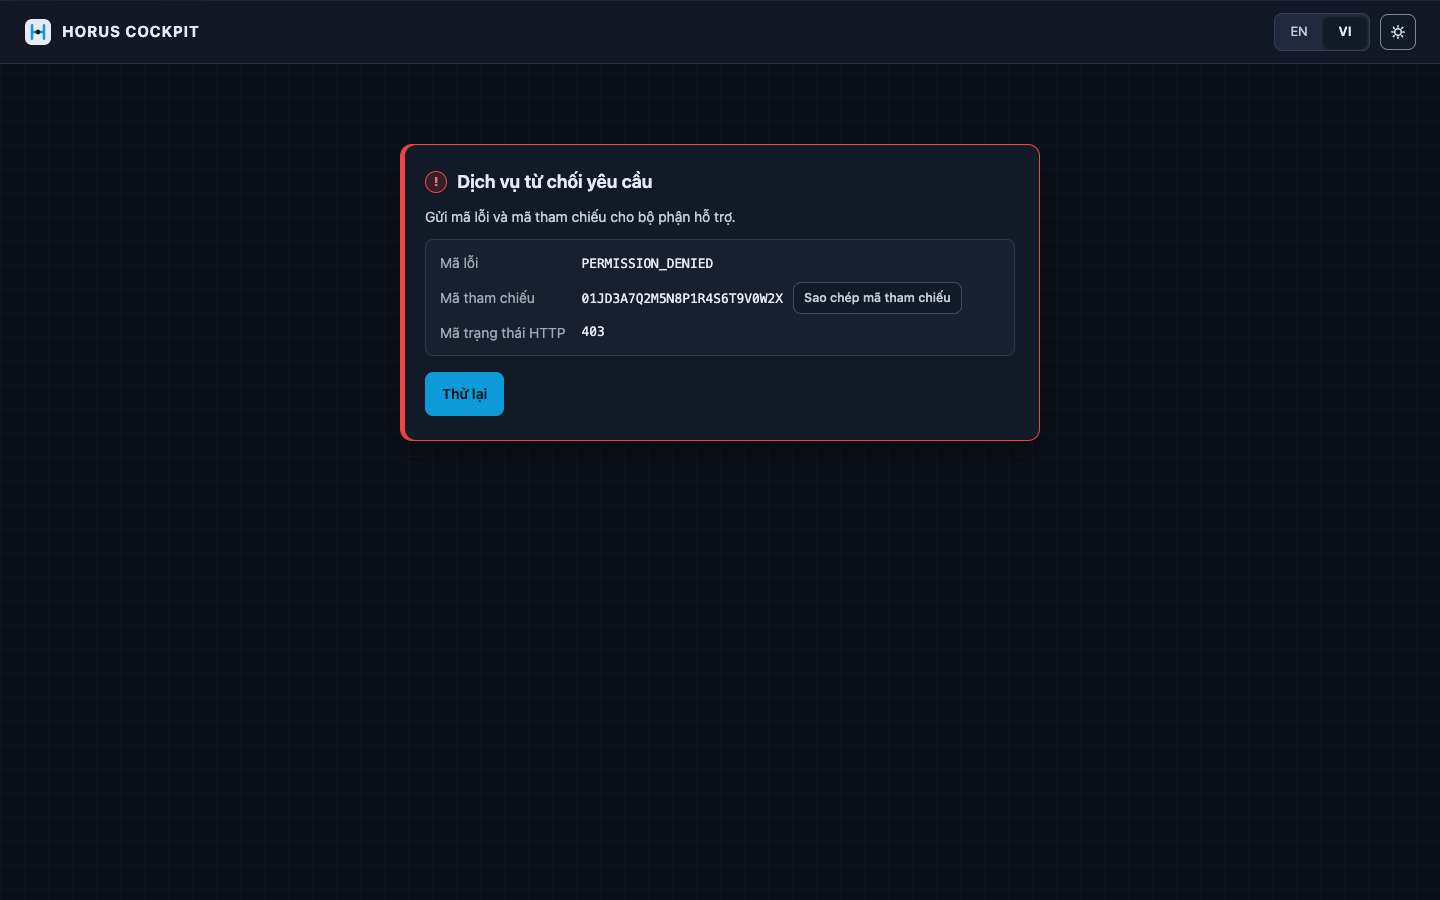 HORUS COCKPIT
EN VI
Dịch vụ từ chối yêu cầu
Gửi mã lỗi và mã tham chiếu cho bộ phận hỗ trợ.
Mã lỗi PERMISSION_DENIED
Mã tham chiếu 01JD3A7Q2M5N8P1R4S6T9V0W2X Sao chép mã tham chiếu
Mã trạng thái HTTP 403
Thử lại